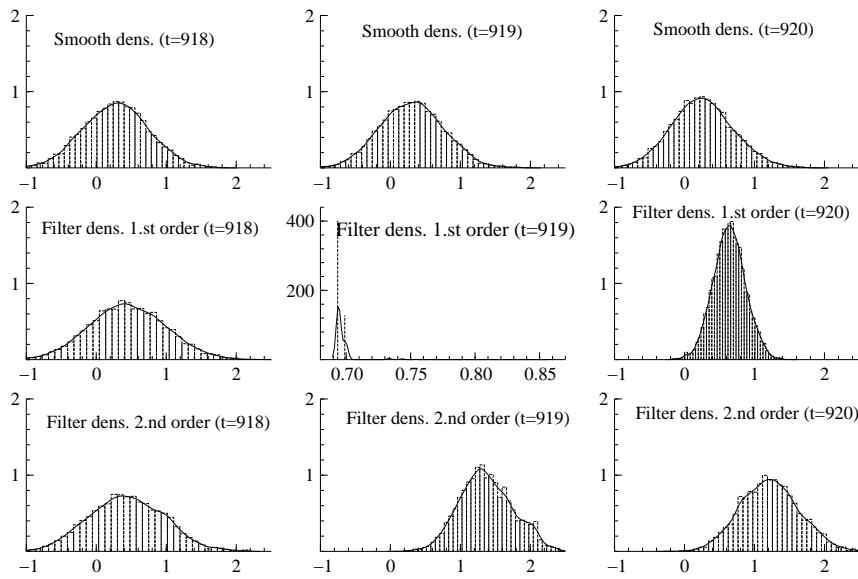 2
Smooth dens. (t=918)
1
−1 0 1 2
2
Smooth dens. (t=919)
1
−1 0 1 2
2
Smooth dens. (t=920)
1
−1 0 1 2
2
Filter dens. 1.st order (t=918)
1
−1 0 1 2
400
Filter dens. 1.st order (t=919)
200
0.70 0.75 0.80 0.85
2
Filter dens. 1.st order (t=920)
1
−1 0 1 2
2
Filter dens. 2.nd order (t=918)
1
−1 0 1 2
2
Filter dens. 2.nd order (t=919)
1
−1 0 1 2
2
Filter dens. 2.nd order (t=920)
1
−1 0 1 2